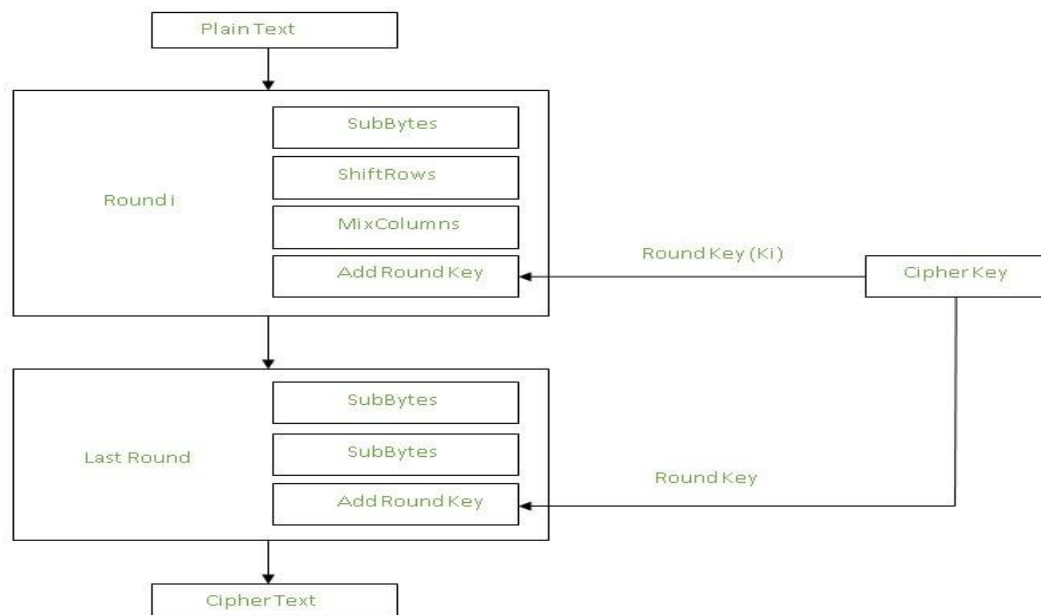 Plain Text
SubBytes
ShiftRows
Round i
MixColumns
Add Round Key
Round Key (Ki)
Cipher Key
SubBytes
SubBytes
Last Round
Add Round Key
Round Key
Cipher Text